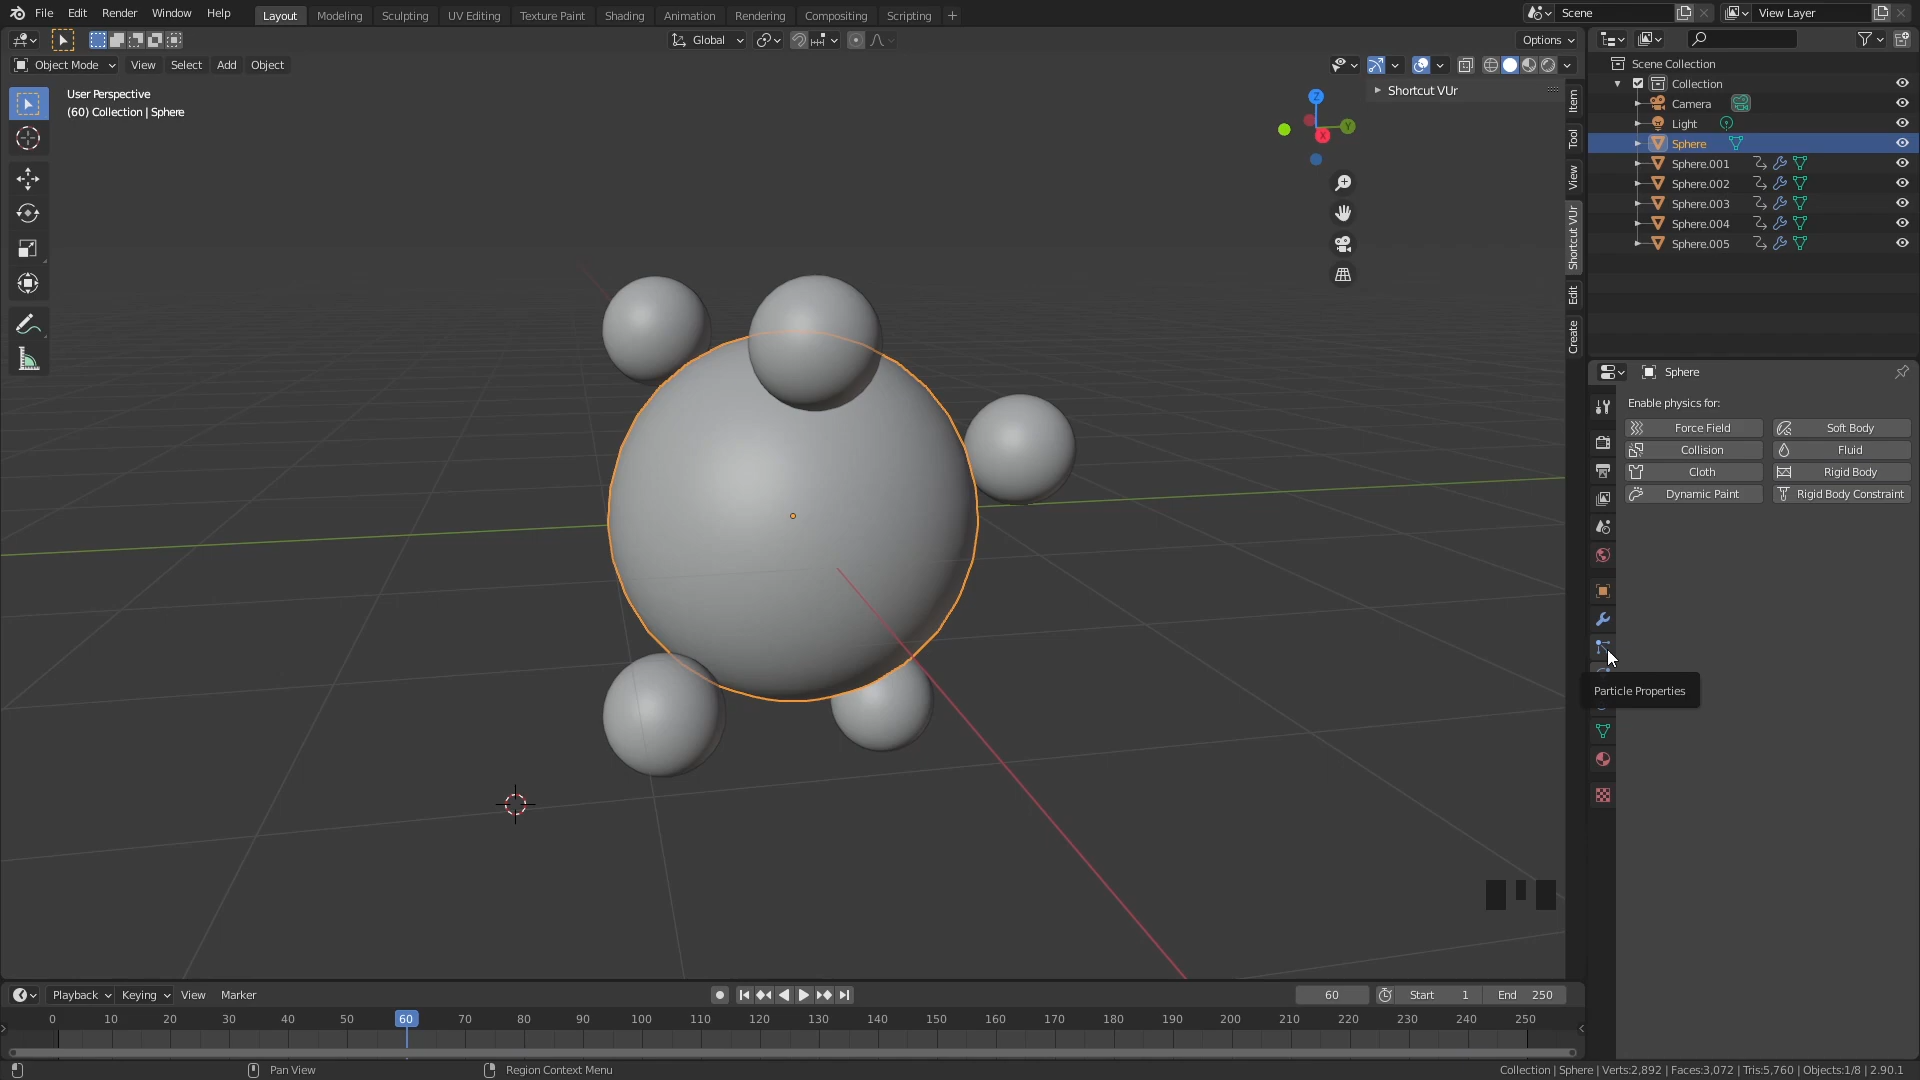 File Edit Render Window Help
Layout Modeling Sculpting UV Editing Texture Paint Shading Animation Rendering Compositing Scripting
Scene View Layer
Global Options
Object Mode View Select Add Object
User Perspective
(60) Collection | Sphere
Shortcut VUr
Z
Y
X
Item
Tool
View
Shortcut VUr
Edit
Create
Scene Collection
Collection
Camera
Light
Sphere
Sphere.001
Sphere.002
Sphere.003
Sphere.004
Sphere.005
Sphere
Enable physics for:
Force Field Soft Body
Collision Fluid
Cloth Rigid Body
Dynamic Paint Rigid Body Constraint
Particle Properties
Playback Keying View Marker 60 Start 1 End 250
0 10 20 30 40 50 60 70 80 90 100 110 120 130 140 150 160 170 180 190 200 210 220 230 240 250
Pan View Region Context Menu Collection | Sphere | Verts:2,892 | Faces:3,072 | Tris:5,760 | Objects:1/8 | 2.90.1